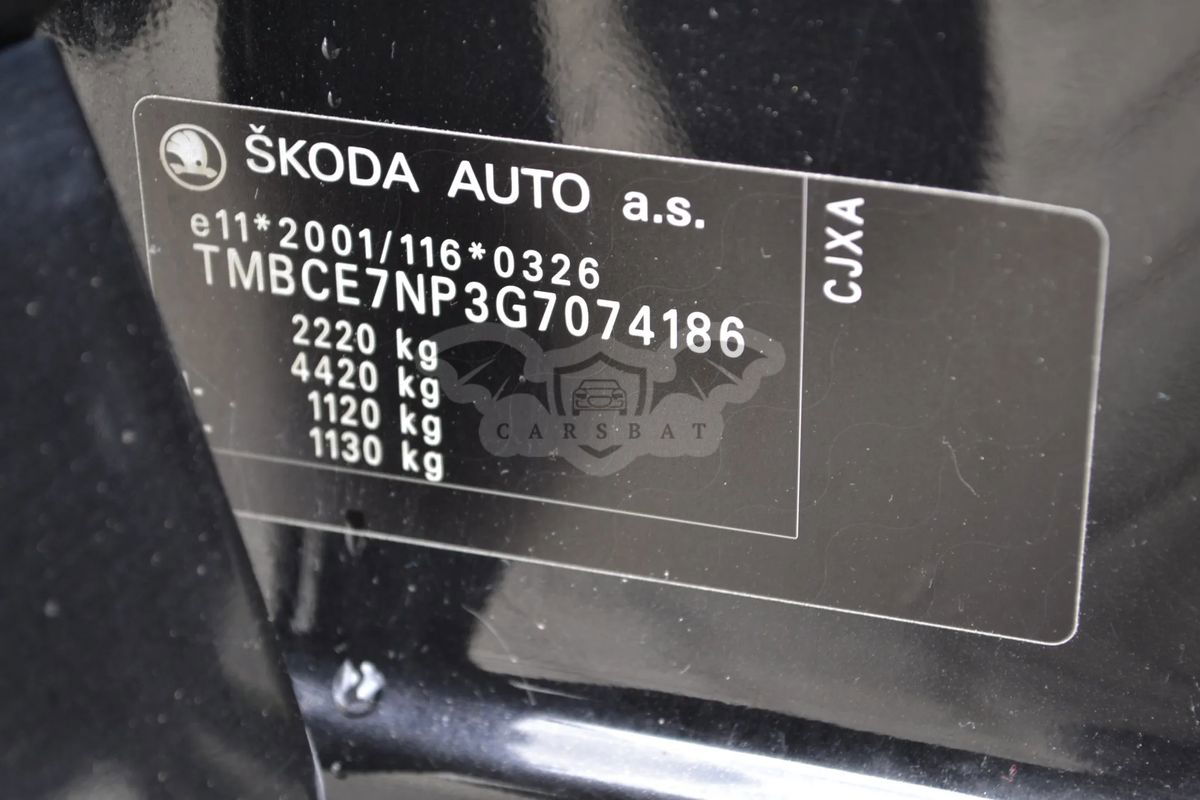 ŠKODA AUTO a.s.
e11*2001/116*0326
TMBCE7NP3G7074186
2220 kg
4420 kg
1120 kg
1130 kg
CJXA
CARSBAT